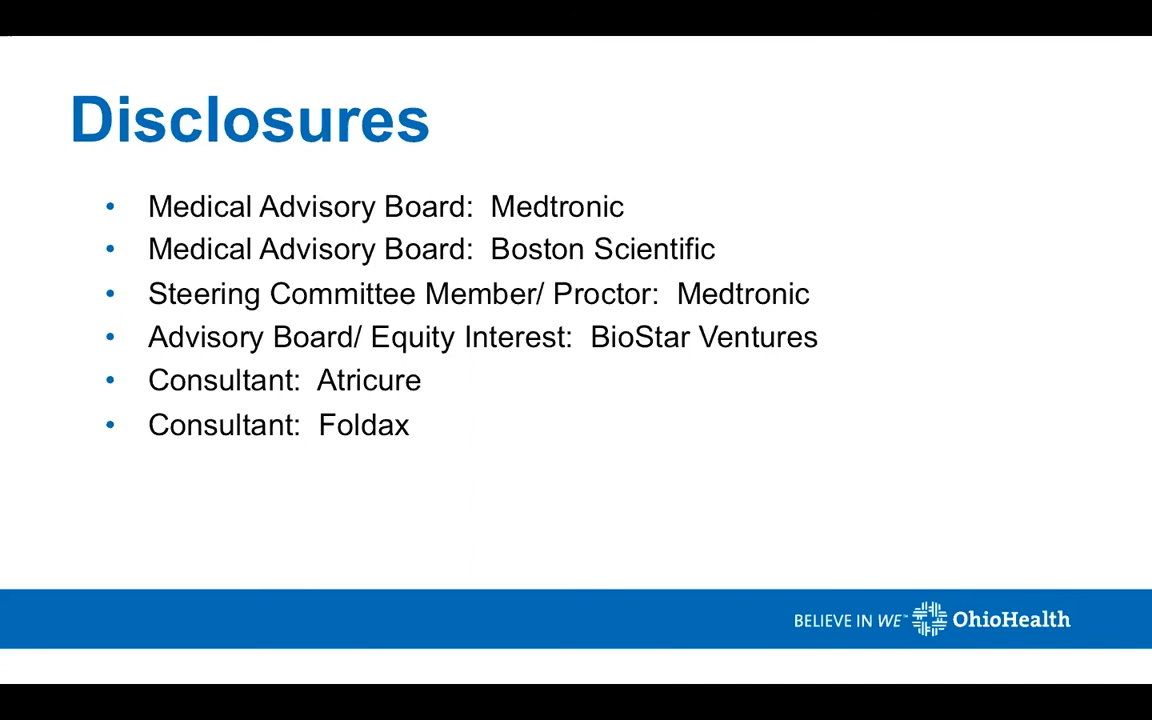 Disclosures
• Medical Advisory Board:  Medtronic
• Medical Advisory Board:  Boston Scientific
• Steering Committee Member/ Proctor:  Medtronic
• Advisory Board/ Equity Interest:  BioStar Ventures
• Consultant:  Atricure
• Consultant:  Foldax
BELIEVE IN WE™ OhioHealth